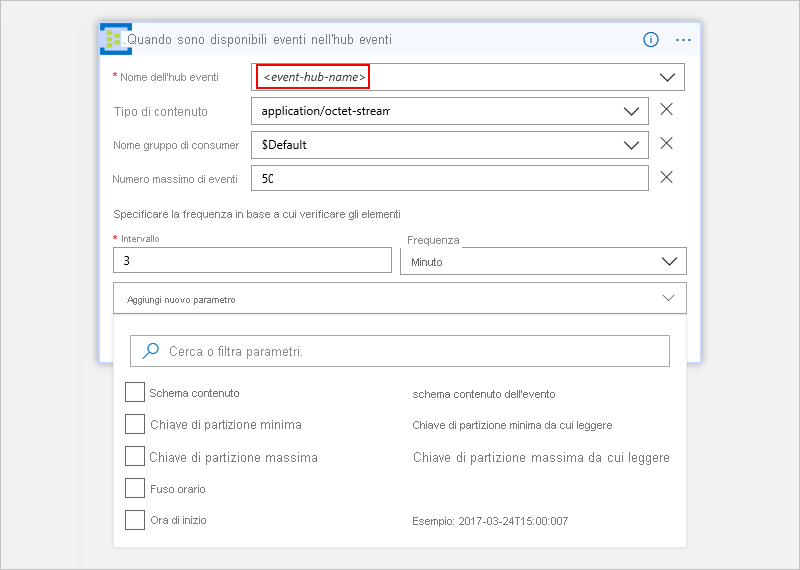 Quando sono disponibili eventi nell'hub eventi
* Nome dell'hub eventi <event-hub-name>
Tipo di contenuto application/octet-stream
Nome gruppo di consumer $Default
Numero massimo di eventi 50
Specificare la frequenza in base a cui verificare gli elementi
* Intervallo Frequenza
3 Minuto
Aggiungi nuovo parametro
Cerca o filtra parametri.
Schema contenuto schema contenuto dell'evento
Chiave di partizione minima Chiave di partizione minima da cui leggere
Chiave di partizione massima Chiave di partizione massima da cui leggere
Fuso orario
Ora di inizio Esempio: 2017-03-24T15:00:007